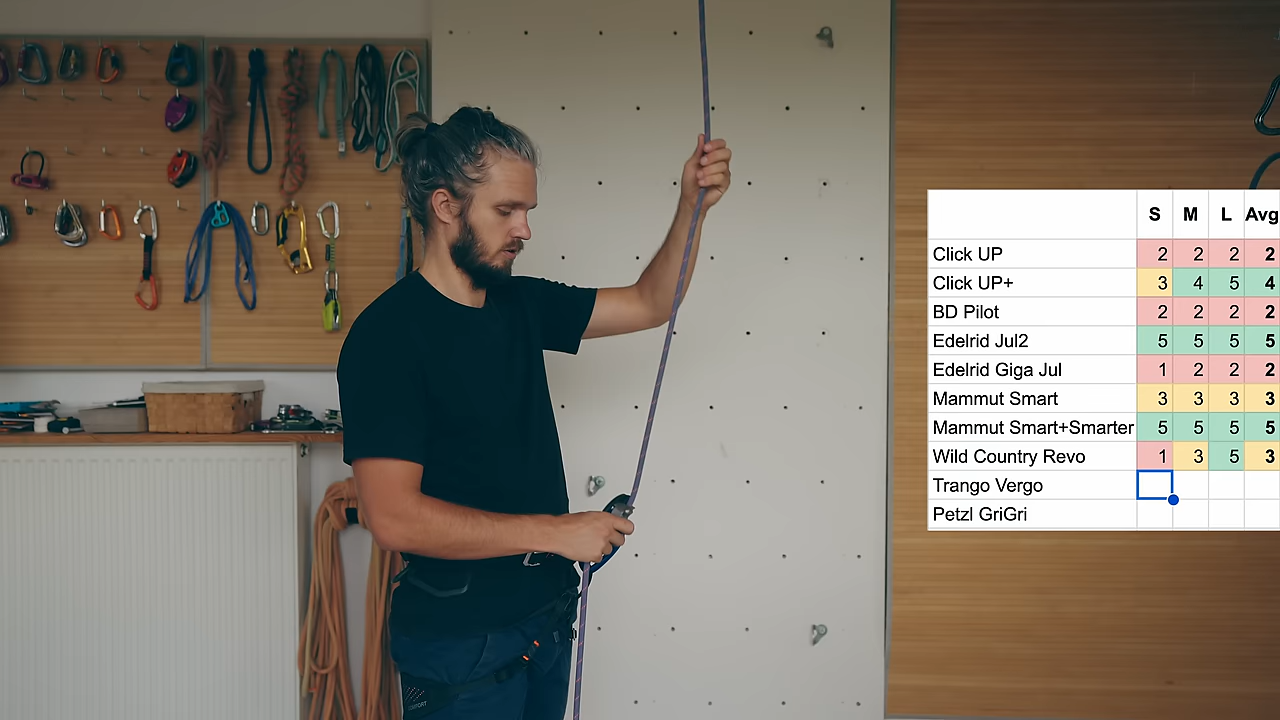 S M L Avg
Click UP 2 2 2 2
Click UP+ 3 4 5 4
BD Pilot 2 2 2 2
Edelrid Jul2 5 5 5 5
Edelrid Giga Jul 1 2 2 2
Mammut Smart 3 3 3 3
Mammut Smart+Smarter 5 5 5 5
Wild Country Revo 1 3 5 3
Trango Vergo
Petzl GriGri